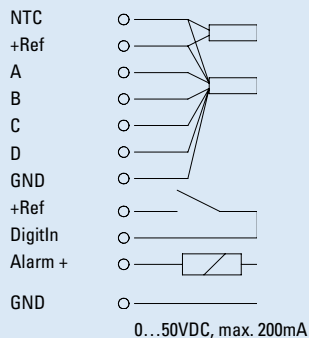 NTC
+Ref
A
B
C
D
GND
+Ref
DigitIn
Alarm +
GND
0...50VDC, max. 200mA